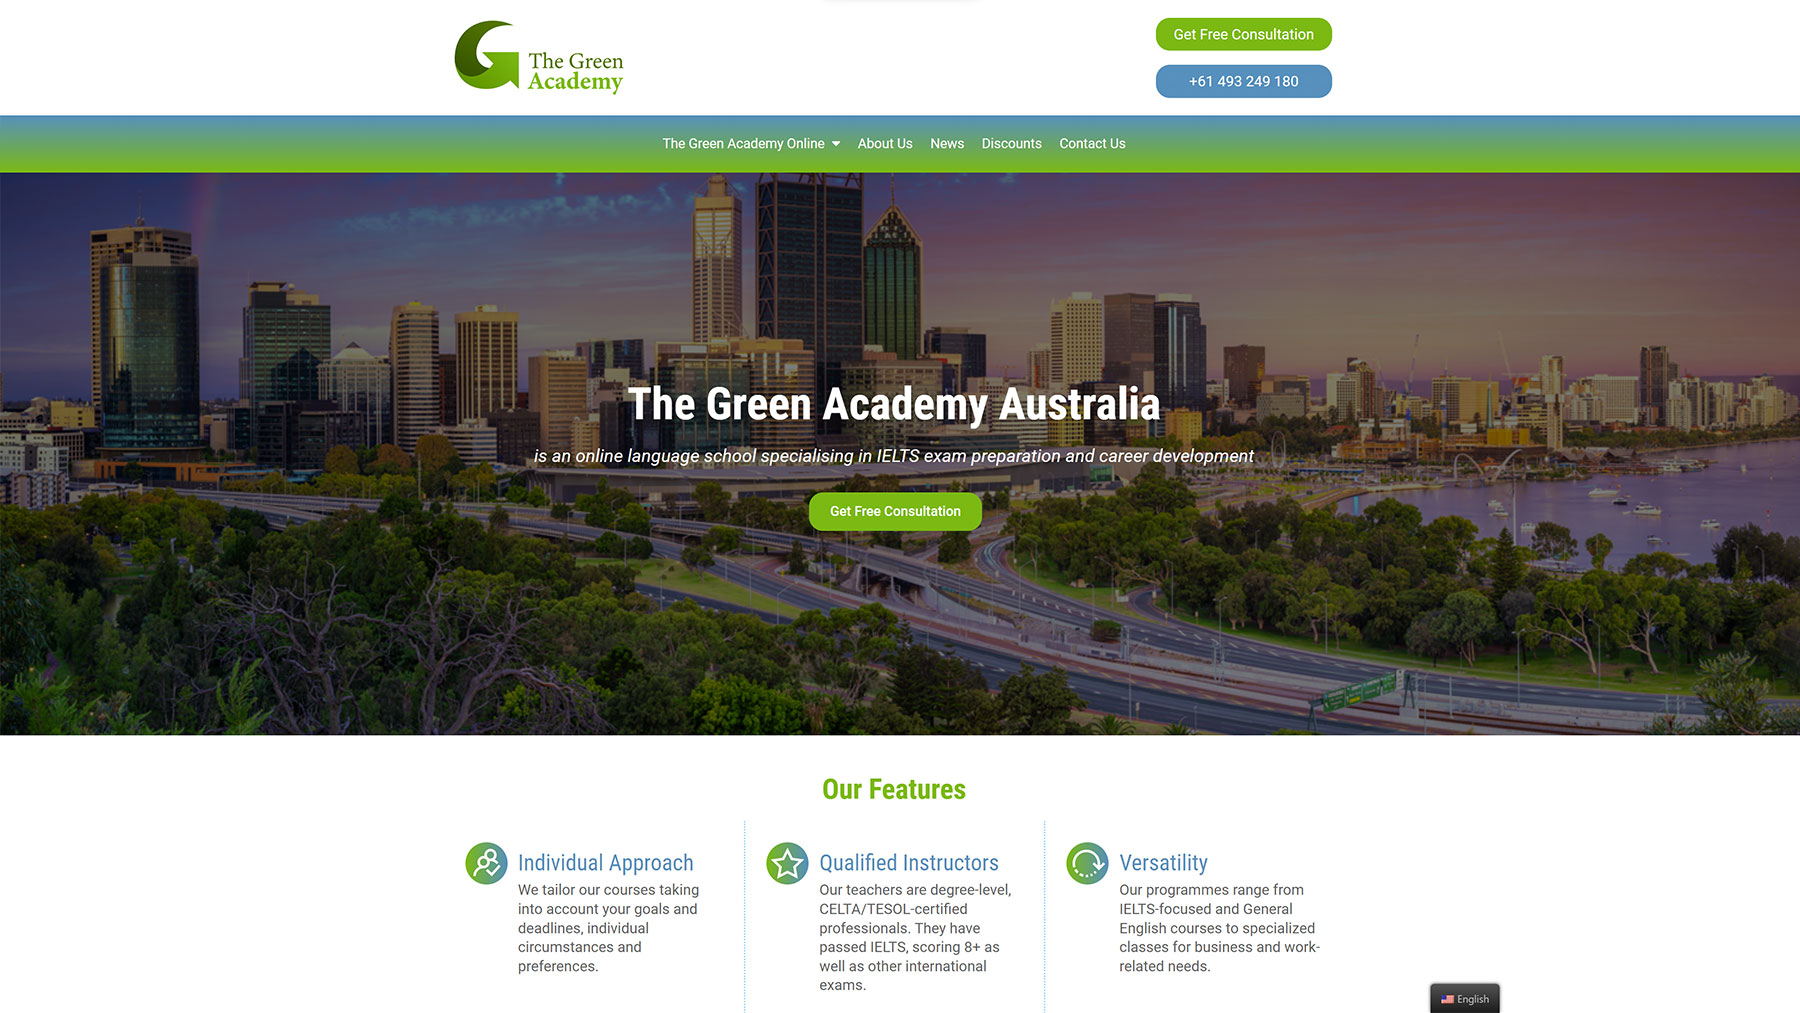 The Green
Academy
Get Free Consultation
+61 493 249 180
The Green Academy Online About Us News Discounts Contact Us
The Green Academy Australia
is an online language school specialising in IELTS exam preparation and career development
Get Free Consultation
Our Features
Individual Approach
We tailor our courses taking
into account your goals and
deadlines, individual
circumstances and
preferences.
Qualified Instructors
Our teachers are degree-level,
CELTA/TESOL-certified
professionals. They have
passed IELTS, scoring 8+ as
well as other international
exams.
Versatility
Our programmes range from
IELTS-focused and General
English courses to specialized
classes for business and work-
related needs.
English